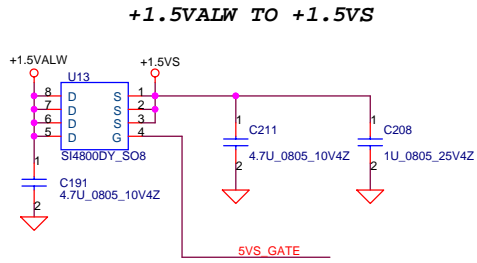 +1.5VALW TO +1.5VS
+1.5VALW +1.5VS
U13
8 D S 1
7 D S 2
6 D S 3
5 D G 4
SI4800DY_SO8
1 1 1
C211 C208
4.7U_0805_10V4Z 1U_0805_25V4Z
2 2
C191
4.7U_0805_10V4Z
2
5VS_GATE